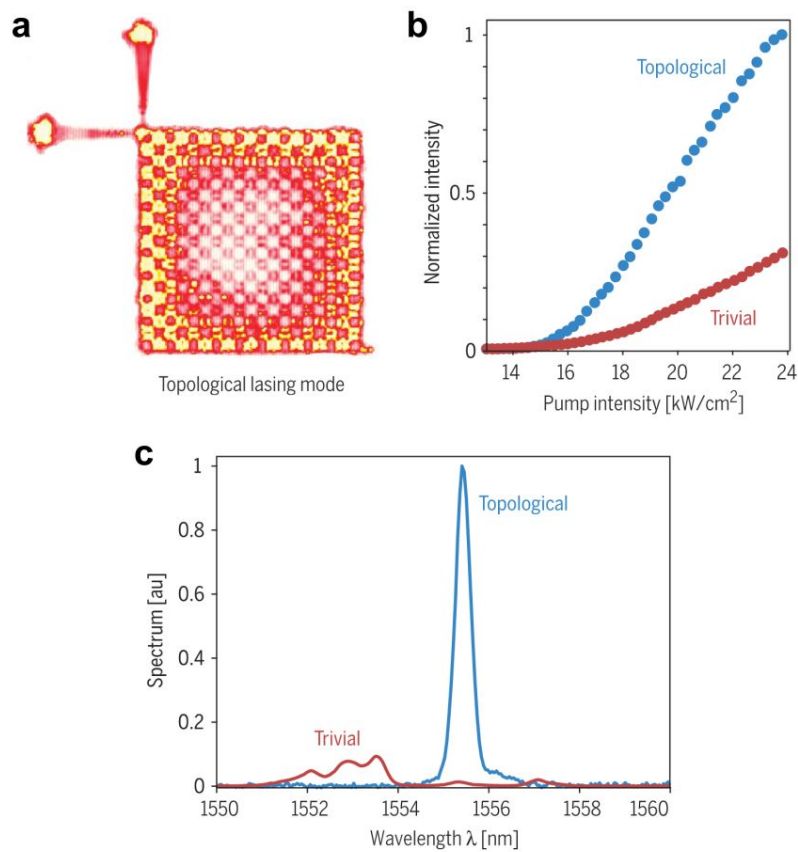 a
Topological lasing mode
b
Normalized intensity
1
0.5
0
Topological
Trivial
14 16 18 20 22 24
Pump intensity [kW/cm²]
c
Spectrum [au]
1
0.8
0.6
0.4
0.2
0
Topological
Trivial
1550 1552 1554 1556 1558 1560
Wavelength λ [nm]